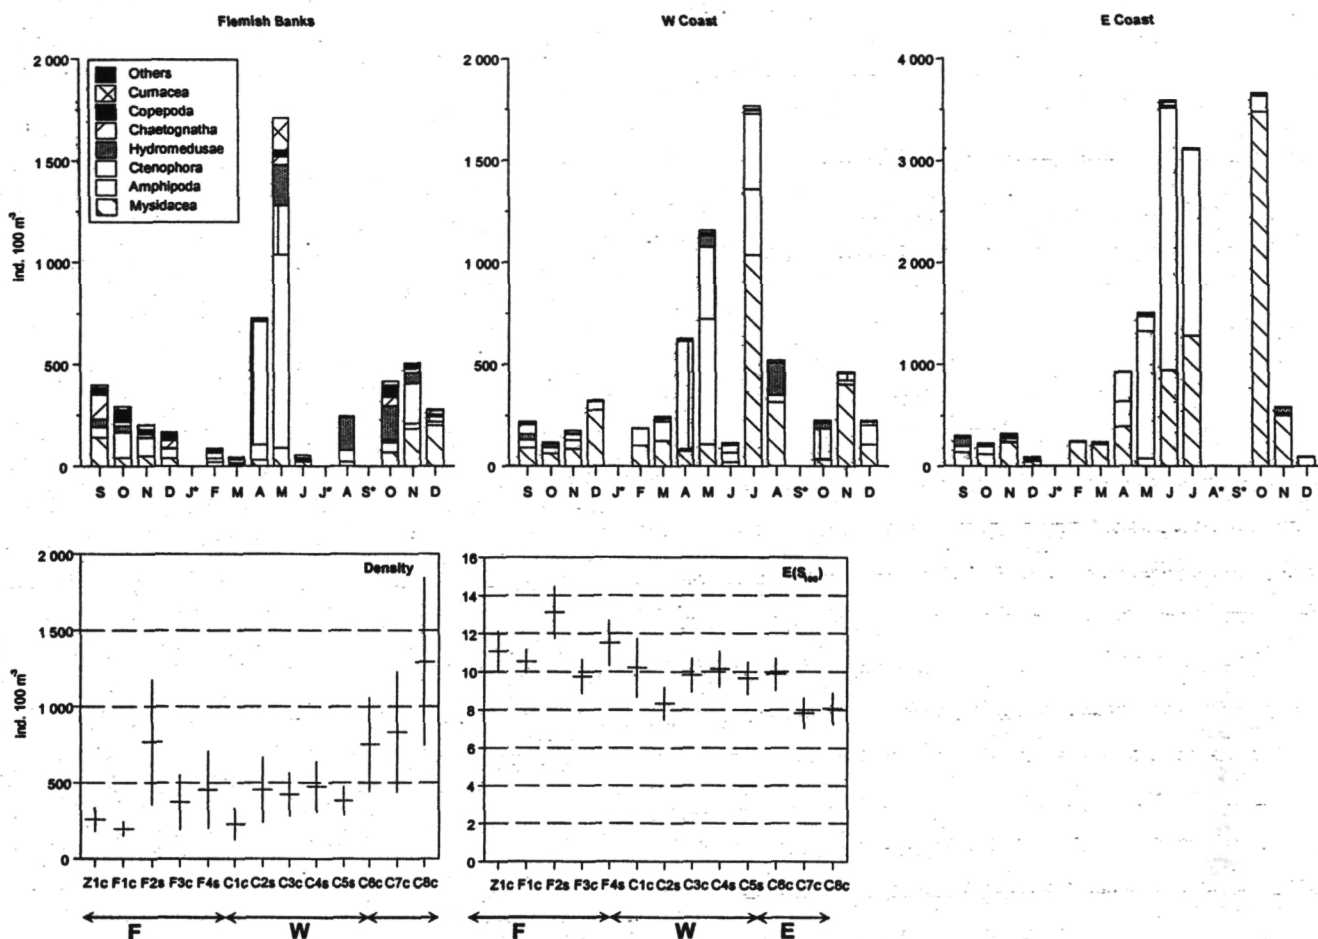 Flemish Banks
W Coast
E Coast
2 000
1 500
1 000
500
0
ind. 100 m⁻³
Others
Cumacea
Copepoda
Chaetognatha
Hydromedusae
Ctenophora
Amphipoda
Mysidacea
S O N D J* F M A M J J* A S* O N D
2 000
1 500
1 000
500
0
S O N D J* F M A M J J A S* O N D
4 000
3 000
2 000
1 000
0
S O N D J* F M A M J J A* S* O N D
Density
2 000
1 500
1 000
500
0
ind. 100 m⁻³
Z1c F1c F2s F3c F4s C1c C2s C3c C4s C5s C6c C7c C8c
F W
E(S₁₀₀)
16
14
12
10
8
6
4
2
0
Z1c F1c F2s F3c F4s C1c C2s C3c C4s C5s C6c C7c C8c
F W E